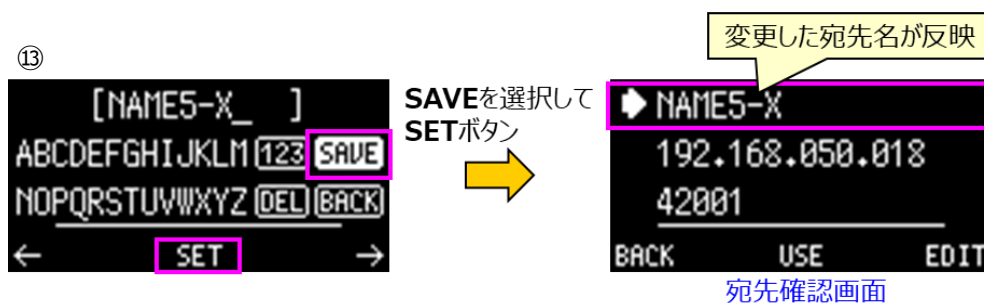 ⑬
[NAME5-X_ ]
ABCDEFGHIJKLM 123 SAVE
NOPQRSTUVWXYZ DEL BACK
← SET →
SAVEを選択して
SETボタン
変更した宛先名が反映
NAME5-X
192.168.050.018
42001
BACK USE EDIT
宛先確認画面